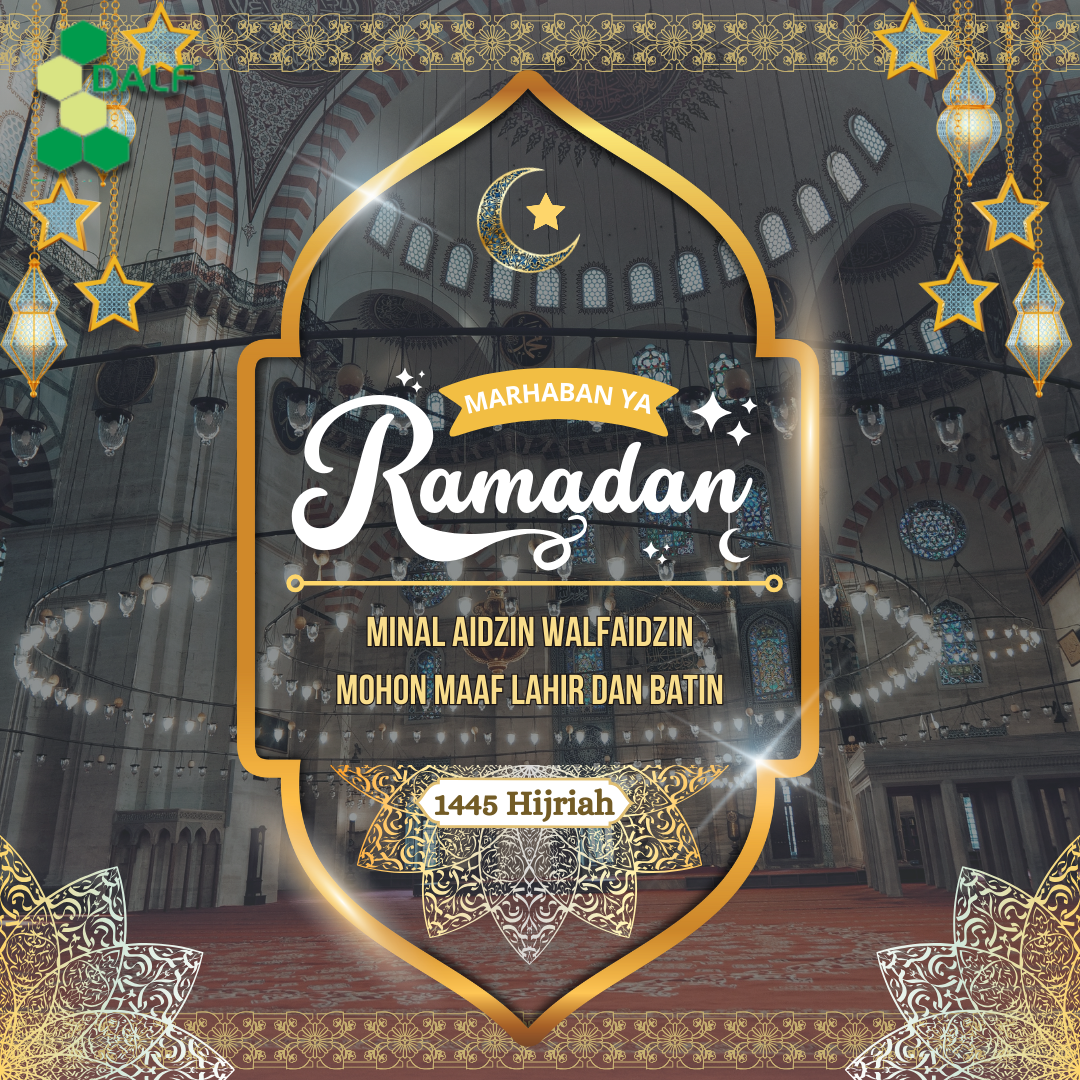 DALF
MARHABAN YA
Ramadan
MINAL AIDZIN WALFAIDZIN
MOHON MAAF LAHIR DAN BATIN
1445 Hijriah